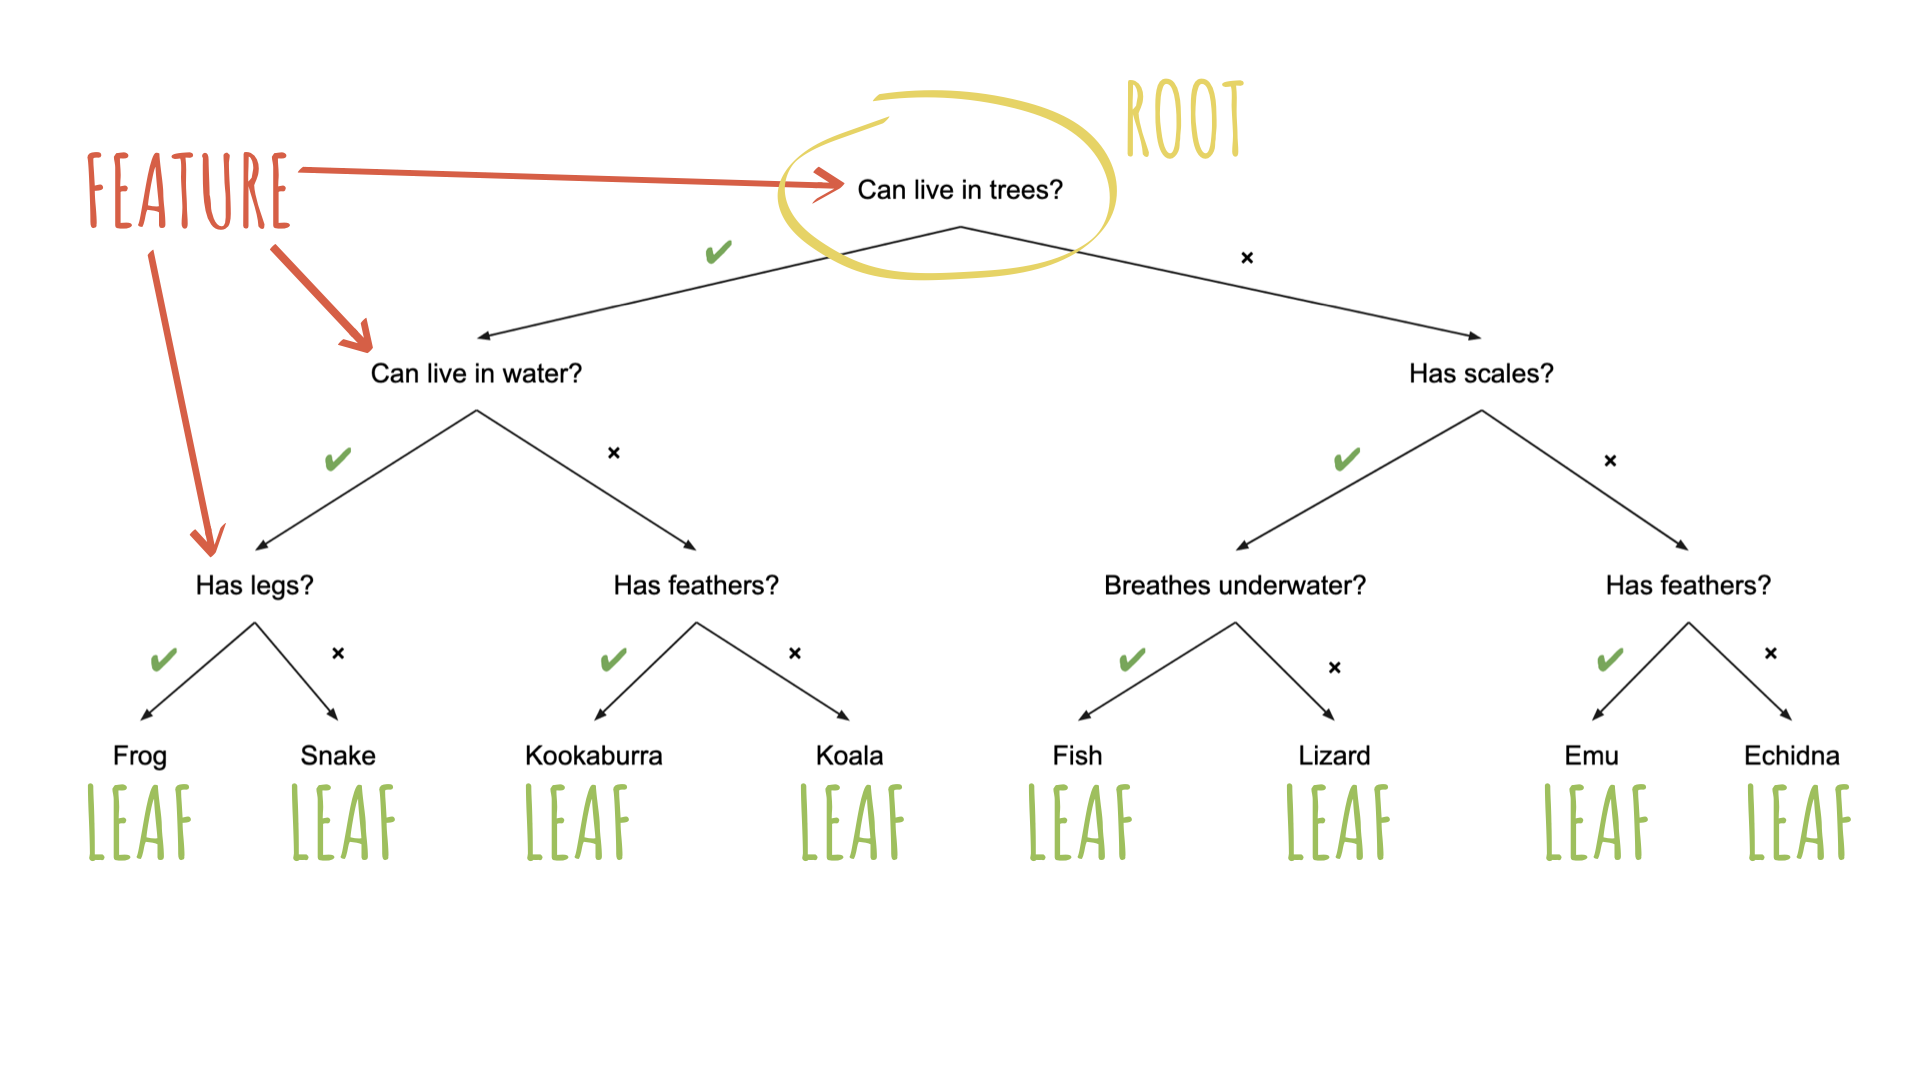 ROOT
FEATURE
Can live in trees?
✔ ×
Can live in water? Has scales?
✔ × ✔ ×
Has legs? Has feathers? Breathes underwater? Has feathers?
✔ × ✔ × ✔ × ✔ ×
Frog Snake Kookaburra Koala Fish Lizard Emu Echidna
LEAF LEAF LEAF LEAF LEAF LEAF LEAF LEAF